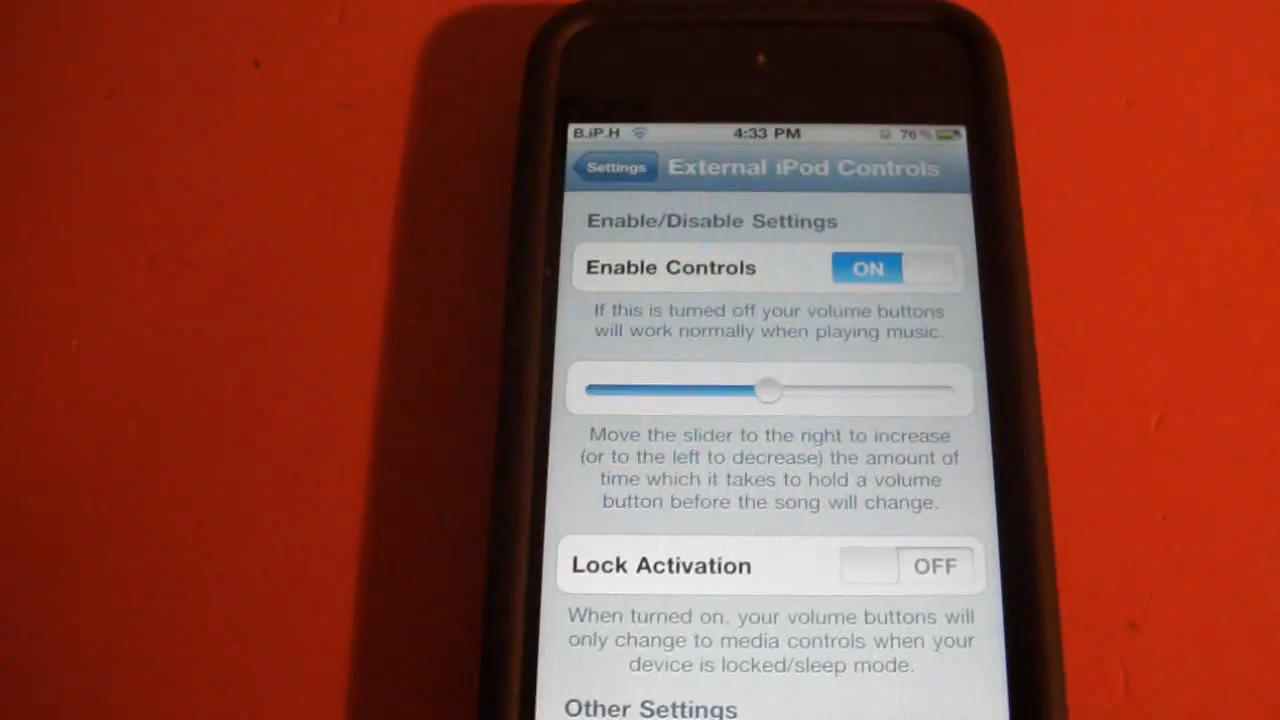 B.iP.H 4:33 PM 76%
Settings External iPod Controls
Enable/Disable Settings
Enable Controls ON
If this is turned off your volume buttons
will work normally when playing music.
Move the slider to the right to increase
(or to the left to decrease) the amount of
time which it takes to hold a volume
button before the song will change.
Lock Activation OFF
When turned on, your volume buttons will
only change to media controls when your
device is locked/sleep mode.
Other Settings